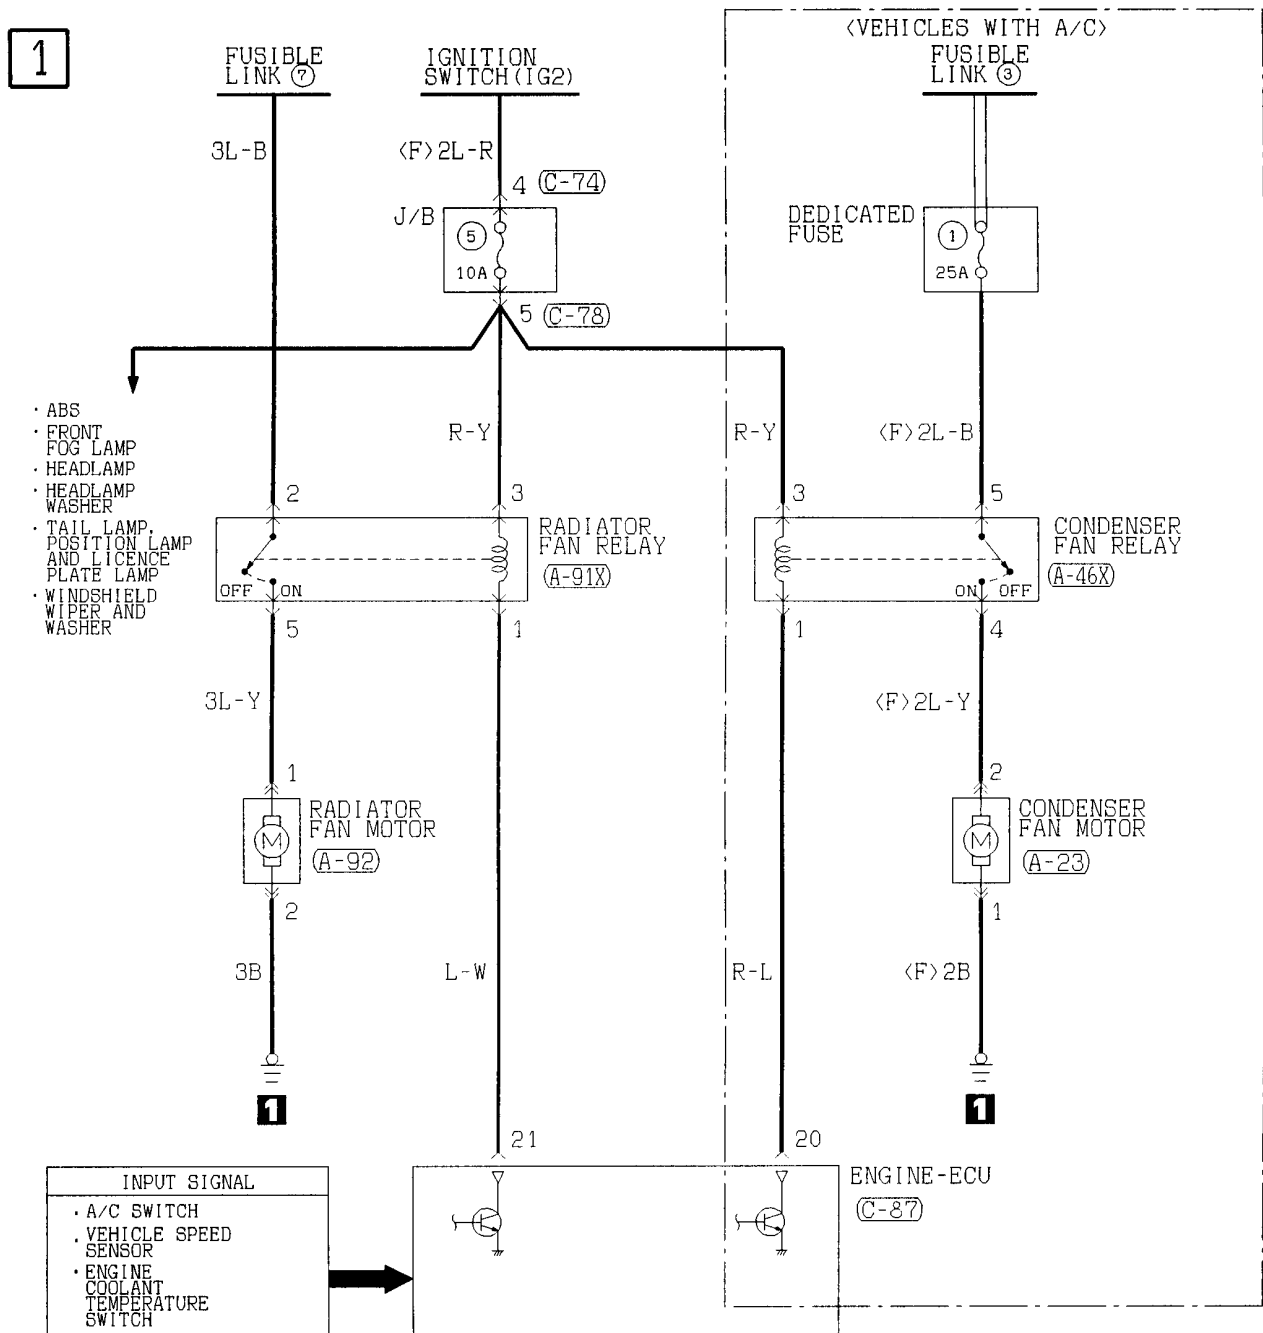 1
FUSIBLE
LINK ⑦
IGNITION
SWITCH(IG2)
<VEHICLES WITH A/C>
FUSIBLE
LINK ③
3L-B
<F>2L-R
4 C-74
J/B
⑤
10A
5 C-78
DEDICATED
FUSE
①
25A
· ABS
· FRONT
FOG LAMP
· HEADLAMP
· HEADLAMP
WASHER
· TAIL LAMP,
POSITION LAMP
AND LICENCE
PLATE LAMP
· WINDSHIELD
WIPER AND
WASHER
R-Y
R-Y
<F>2L-B
2
3
3
5
OFF ON
RADIATOR
FAN RELAY
A-91X
ON OFF
CONDENSER
FAN RELAY
A-46X
5
1
1
4
3L-Y
<F>2L-Y
1
2
M
RADIATOR
FAN MOTOR
A-92
M
CONDENSER
FAN MOTOR
A-23
2
1
3B
L-W
R-L
<F>2B
1
1
21
20
ENGINE-ECU
C-87
INPUT SIGNAL
· A/C SWITCH
· VEHICLE SPEED
SENSOR
· ENGINE
COOLANT
TEMPERATURE
SWITCH